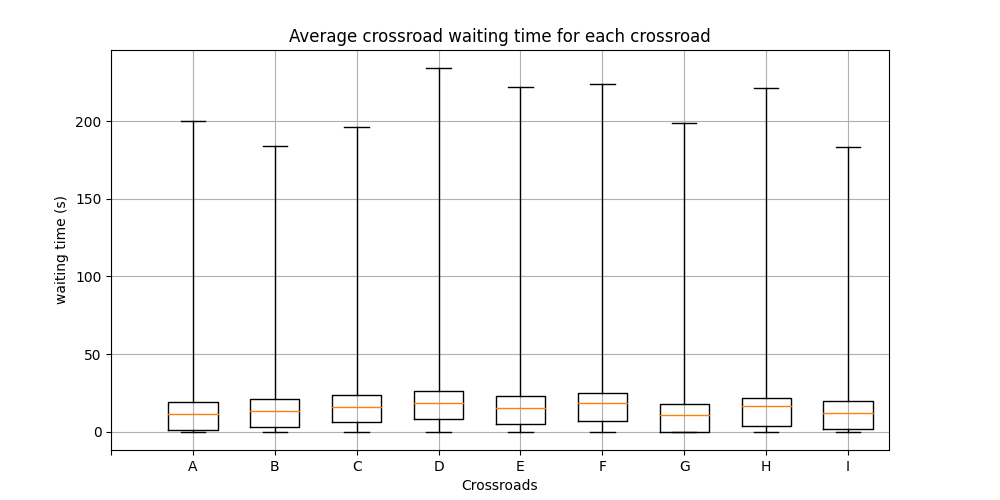 Average crossroad waiting time for each crossroad
waiting time (s)
200
150
100
50
0
A B C D E F G H I
Crossroads